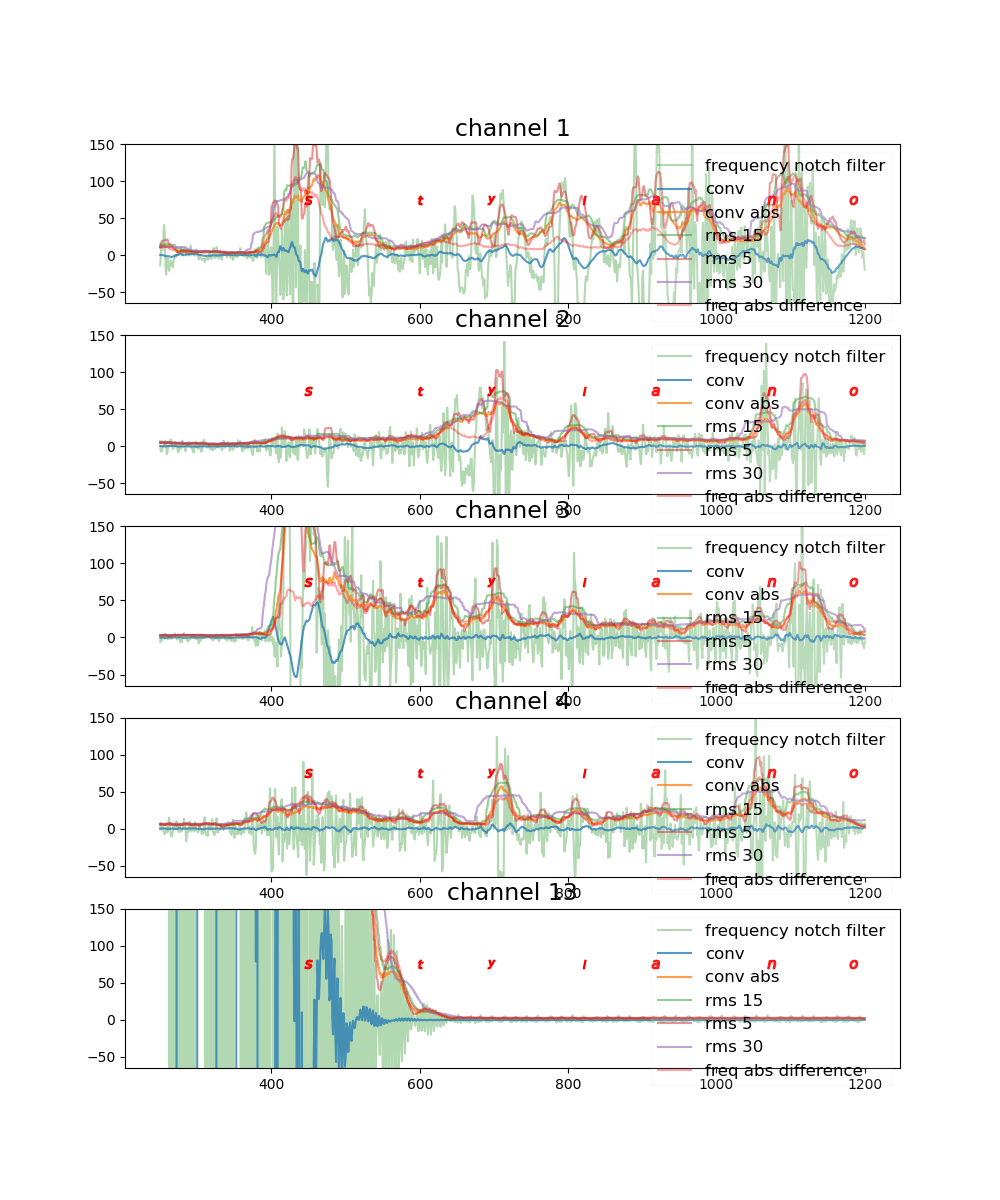 channel 1
150
100
50
0
−50
s t y l a n o
frequency notch filter
conv
conv abs
rms 15
rms 5
rms 30
freq abs difference
400 600 800 1000 1200
channel 2
150
100
50
0
−50
s t y l a n o
frequency notch filter
conv
conv abs
rms 15
rms 5
rms 30
freq abs difference
400 600 800 1000 1200
channel 3
150
100
50
0
−50
s t y l a n o
frequency notch filter
conv
conv abs
rms 15
rms 5
rms 30
freq abs difference
400 600 800 1000 1200
channel 4
150
100
50
0
−50
s t y l a n o
frequency notch filter
conv
conv abs
rms 15
rms 5
rms 30
freq abs difference
400 600 800 1000 1200
channel 13
150
100
50
0
−50
s t y l a n o
frequency notch filter
conv
conv abs
rms 15
rms 5
rms 30
freq abs difference
400 600 800 1000 1200